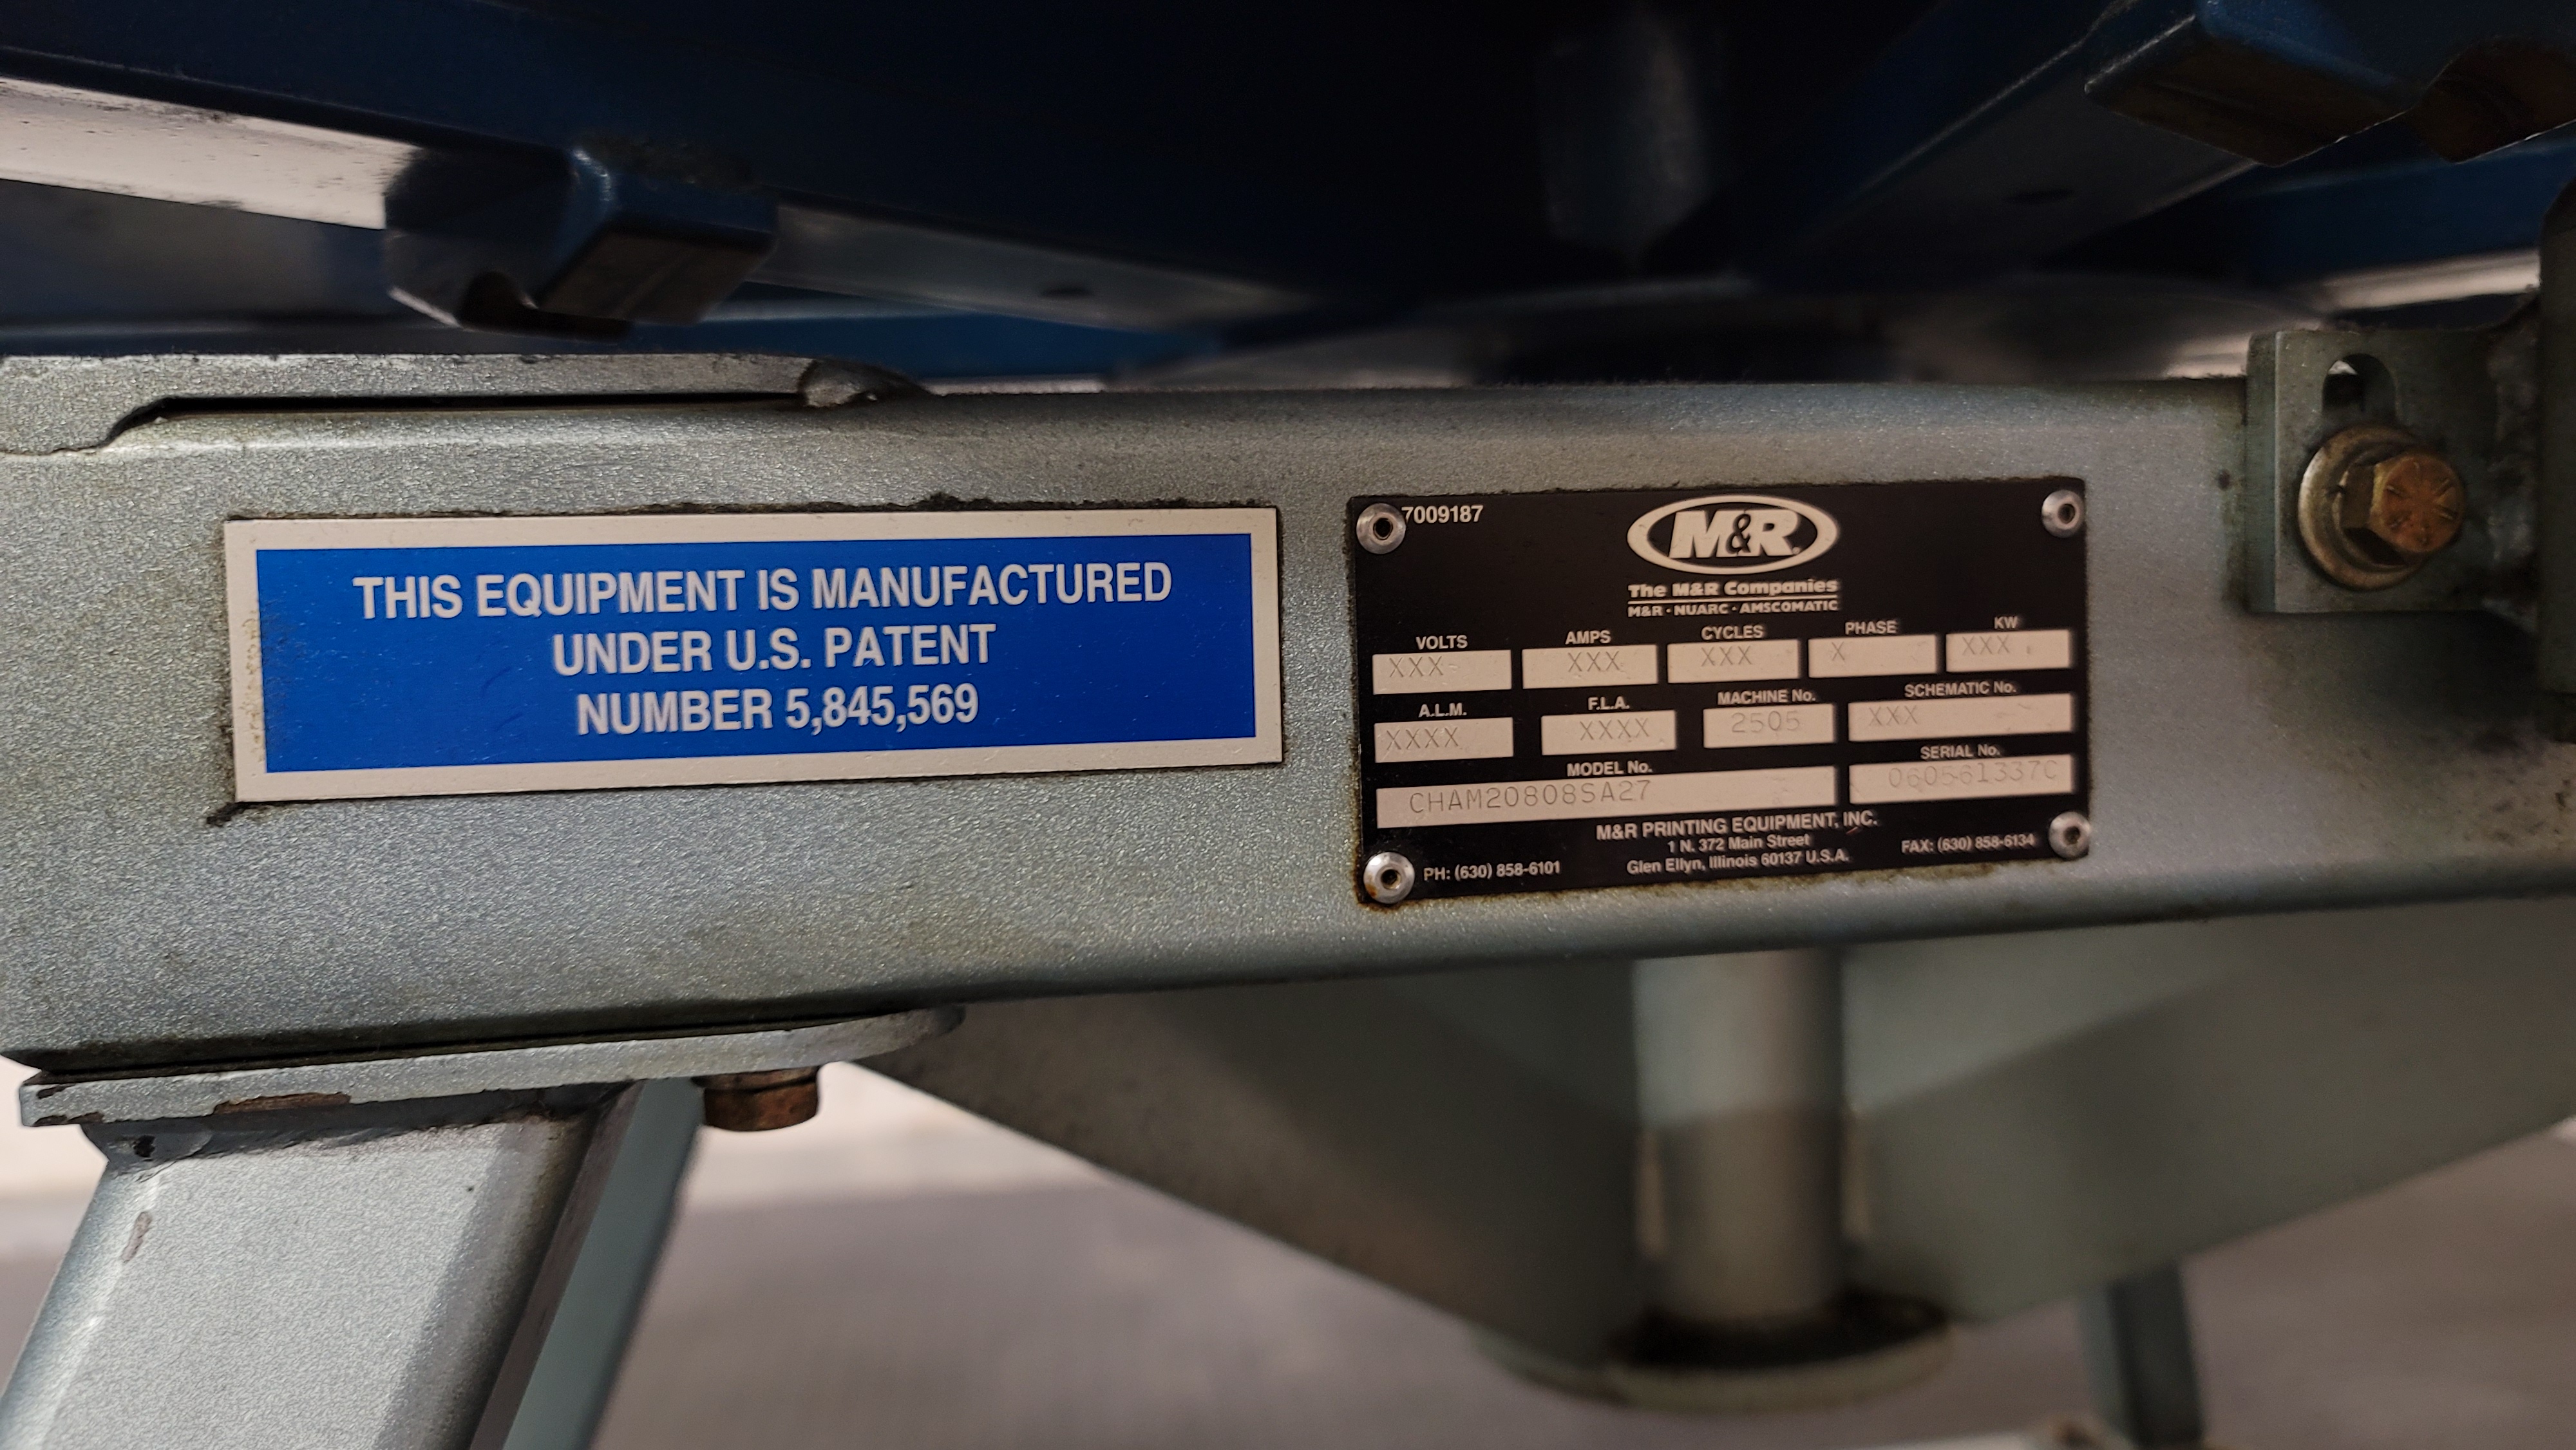 THIS EQUIPMENT IS MANUFACTURED
UNDER U.S. PATENT
NUMBER 5,845,569
7009187
M&R
The M&R Companies
M&R · NUARC · AMSCOMATIC
VOLTS AMPS CYCLES PHASE KW
XXX XXX XXX X XXX
A.L.M. F.L.A. MACHINE No. SCHEMATIC No.
XXXX XXXX 2505 XXX
MODEL No. SERIAL No.
CHAM20808SA27 060561337C
M&R PRINTING EQUIPMENT, INC.
1 N. 372 Main Street
PH: (630) 858-6101 Glen Ellyn, Illinois 60137 U.S.A. FAX: (630) 858-6134